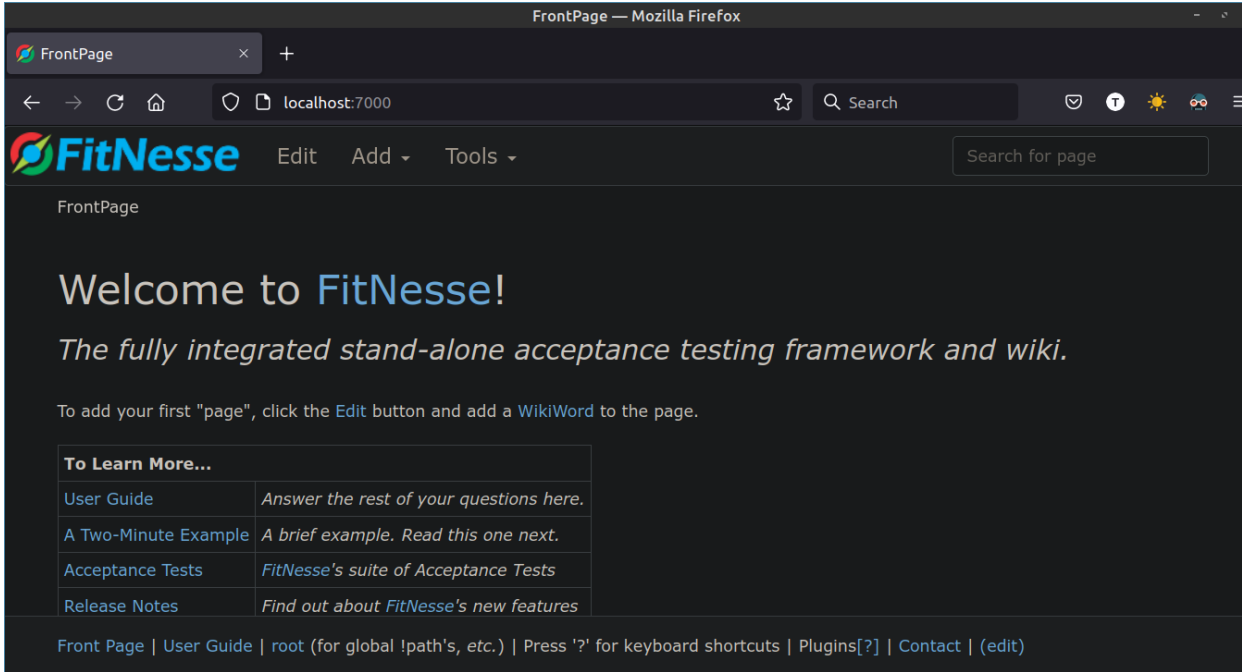 FrontPage — Mozilla Firefox
FrontPage
localhost:7000
Search
T
FitNesse Edit Add Tools Search for page
FrontPage
Welcome to FitNesse!
The fully integrated stand-alone acceptance testing framework and wiki.
To add your first "page", click the Edit button and add a WikiWord to the page.
To Learn More...
User Guide Answer the rest of your questions here.
A Two-Minute Example A brief example. Read this one next.
Acceptance Tests FitNesse's suite of Acceptance Tests
Release Notes Find out about FitNesse's new features
Front Page | User Guide | root (for global !path's, etc.) | Press '?' for keyboard shortcuts | Plugins[?] | Contact | (edit)